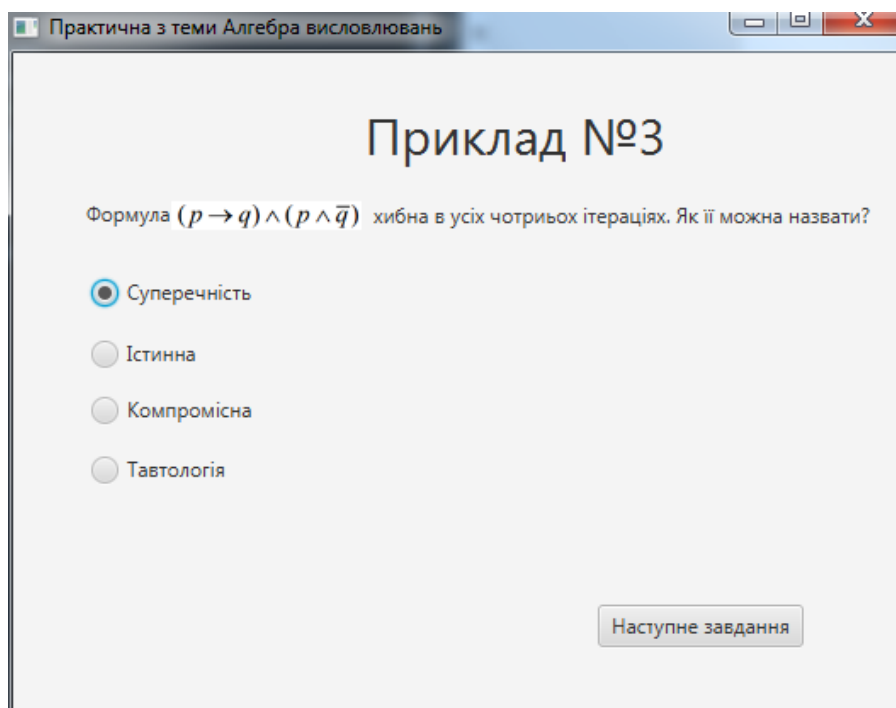 Практична з теми Алгебра висловлювань
Приклад №3
Формула (p → q) ∧ (p ∧ q̅) хибна в усіх чотриьох ітераціях. Як її можна назвати?
Суперечність
Істинна
Компромісна
Тавтологія
Наступне завдання